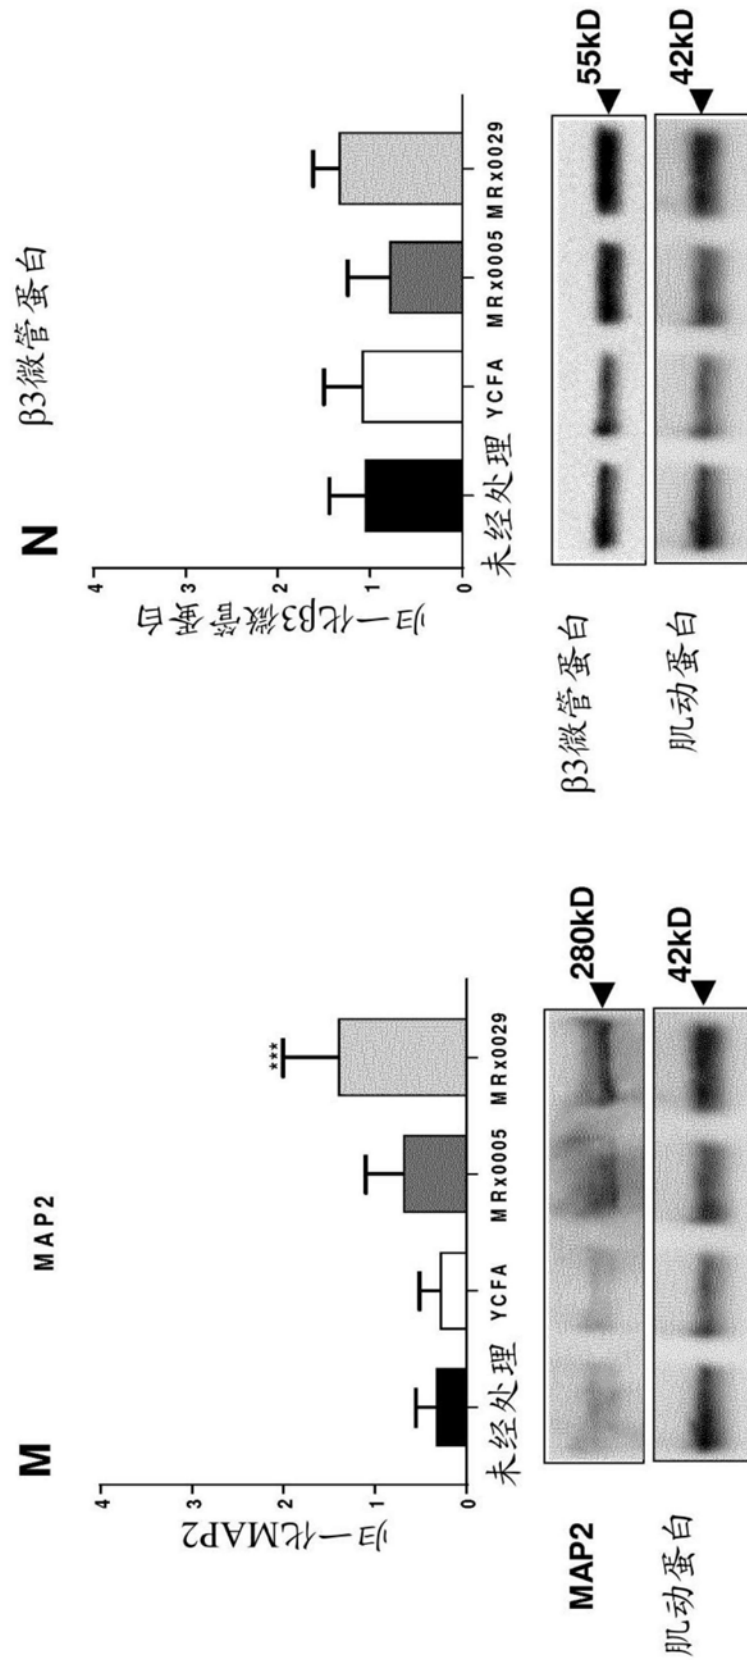 M
MAP2
归一化MAP2
4
3
2
1
0
***
未经处理 YCFA MRx0005 MRx0029
MAP2
280kD
肌动蛋白
42kD
N
β3微管蛋白
归一化β3微管蛋白
4
3
2
1
0
未经处理 YCFA MRx0005 MRx0029
β3微管蛋白
55kD
肌动蛋白
42kD